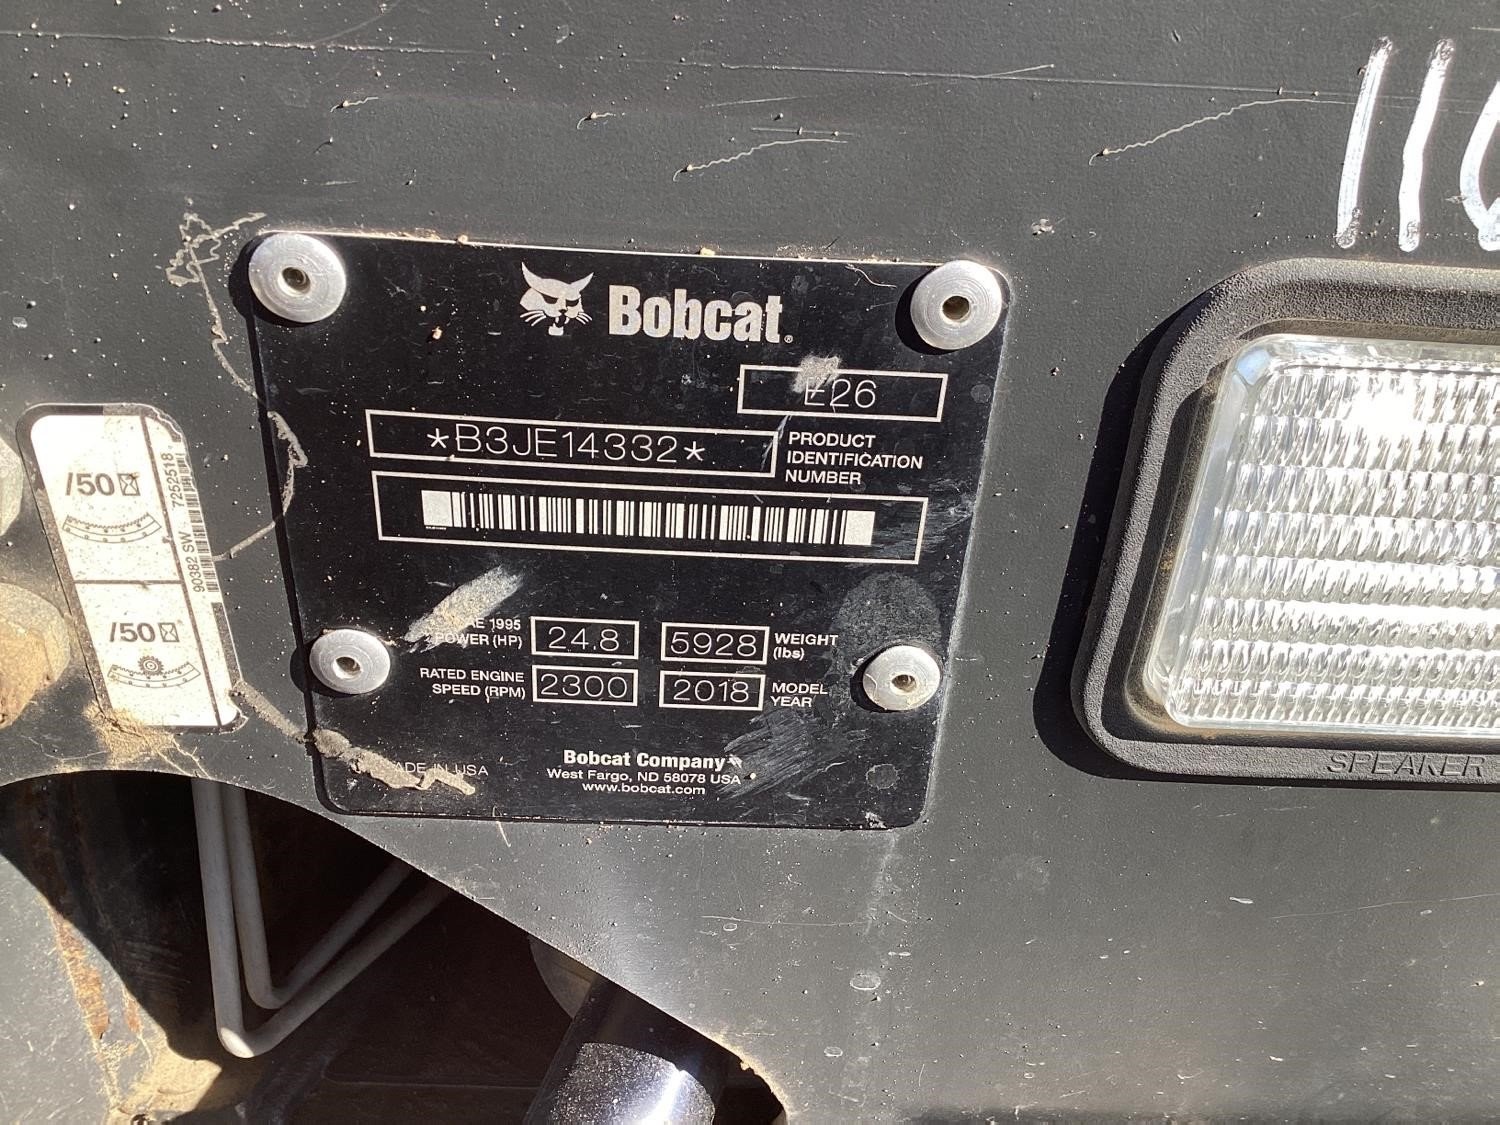 116
Bobcat®
E26
*B3JE14332*
PRODUCT
IDENTIFICATION
NUMBER
/50
90382 SW
7252518
/50
1995
POWER (HP)
24.8
5928
WEIGHT
(lbs)
RATED ENGINE
SPEED (RPM)
2300
2018
MODEL
YEAR
Bobcat Company
West Fargo, ND 58078 USA
www.bobcat.com
IN USA
SPEAKER